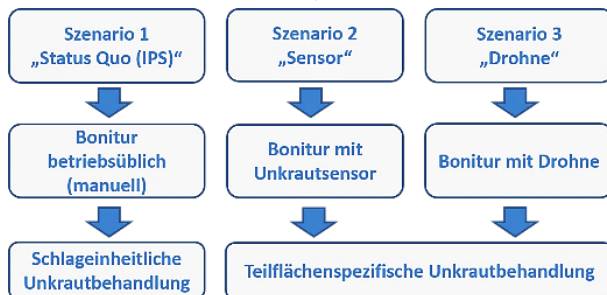 Szenario 1
„Status Quo (IPS)“
Szenario 2
„Sensor“
Szenario 3
„Drohne“
Bonitur
betriebsüblich
(manuell)
Bonitur mit
Unkrautsensor
Bonitur mit Drohne
Schlageinheitliche
Unkrautbehandlung
Teilflächenspezifische Unkrautbehandlung